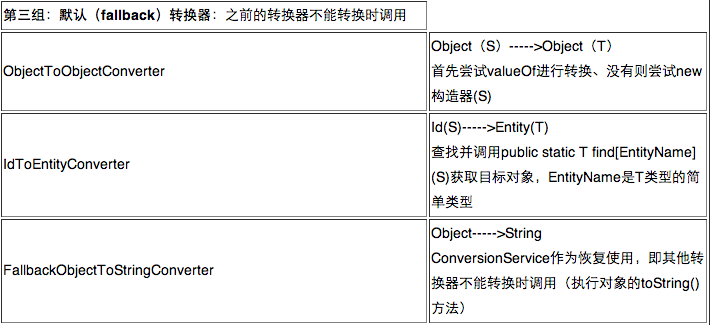 第三组：默认（fallback）转换器：之前的转换器不能转换时调用
ObjectToObjectConverter
Object（S）----->Object（T）
首先尝试valueOf进行转换、没有则尝试new
构造器(S)
IdToEntityConverter
Id(S)----->Entity(T)
查找并调用public static T find[EntityName]
(S)获取目标对象，EntityName是T类型的简
单类型
FallbackObjectToStringConverter
Object----->String
ConversionService作为恢复使用，即其他转
换器不能转换时调用（执行对象的toString()
方法）